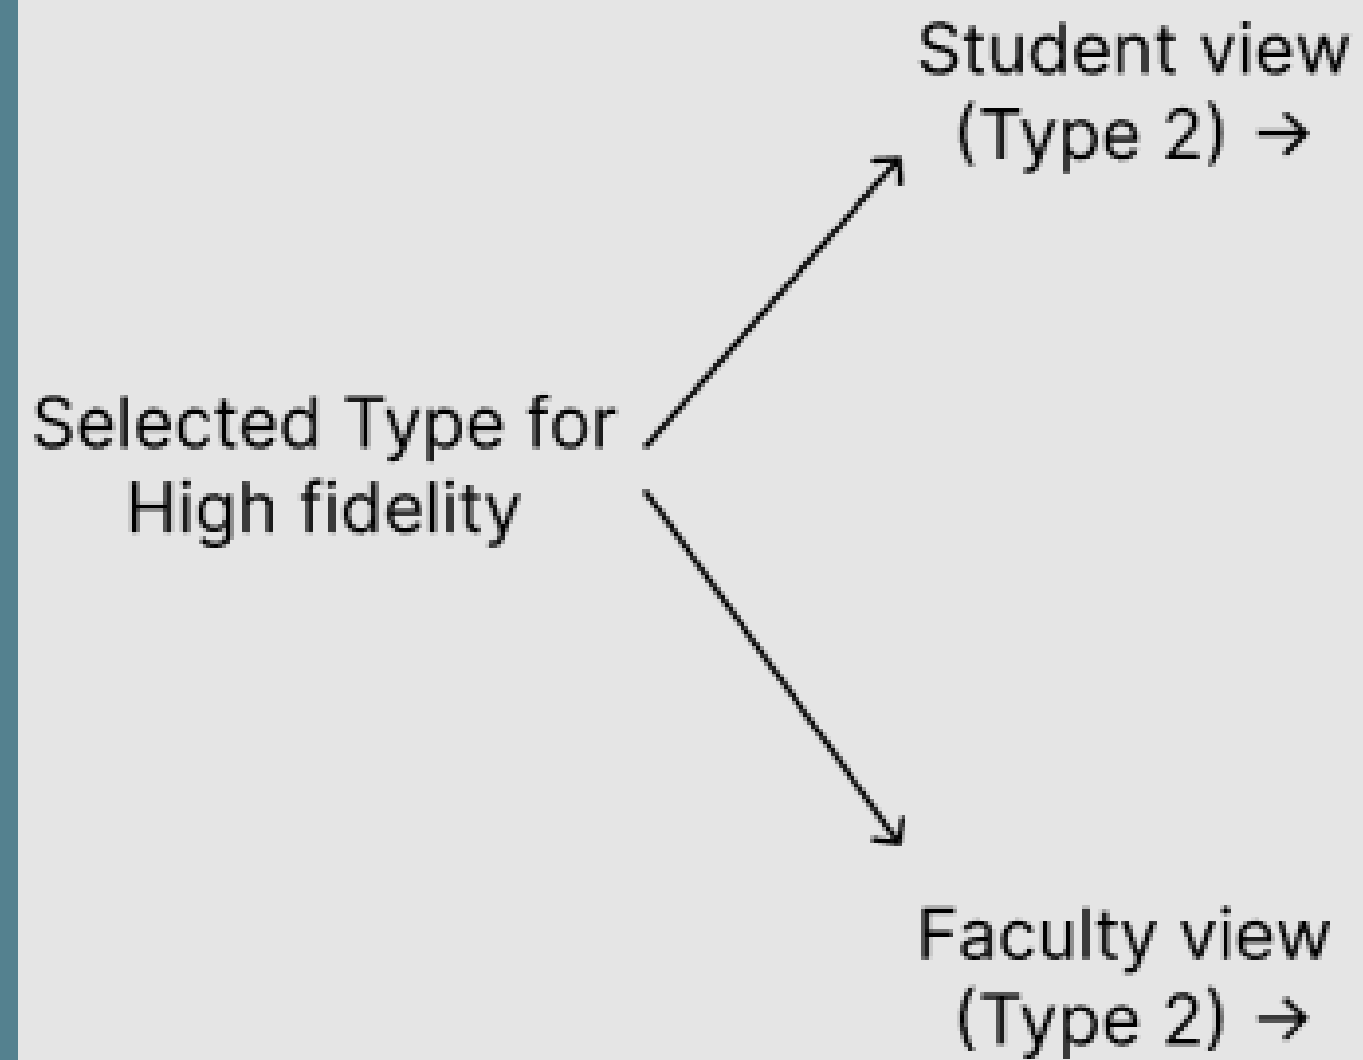 Student view
(Type 2) →
Selected Type for
High fidelity
Faculty view
(Type 2) →